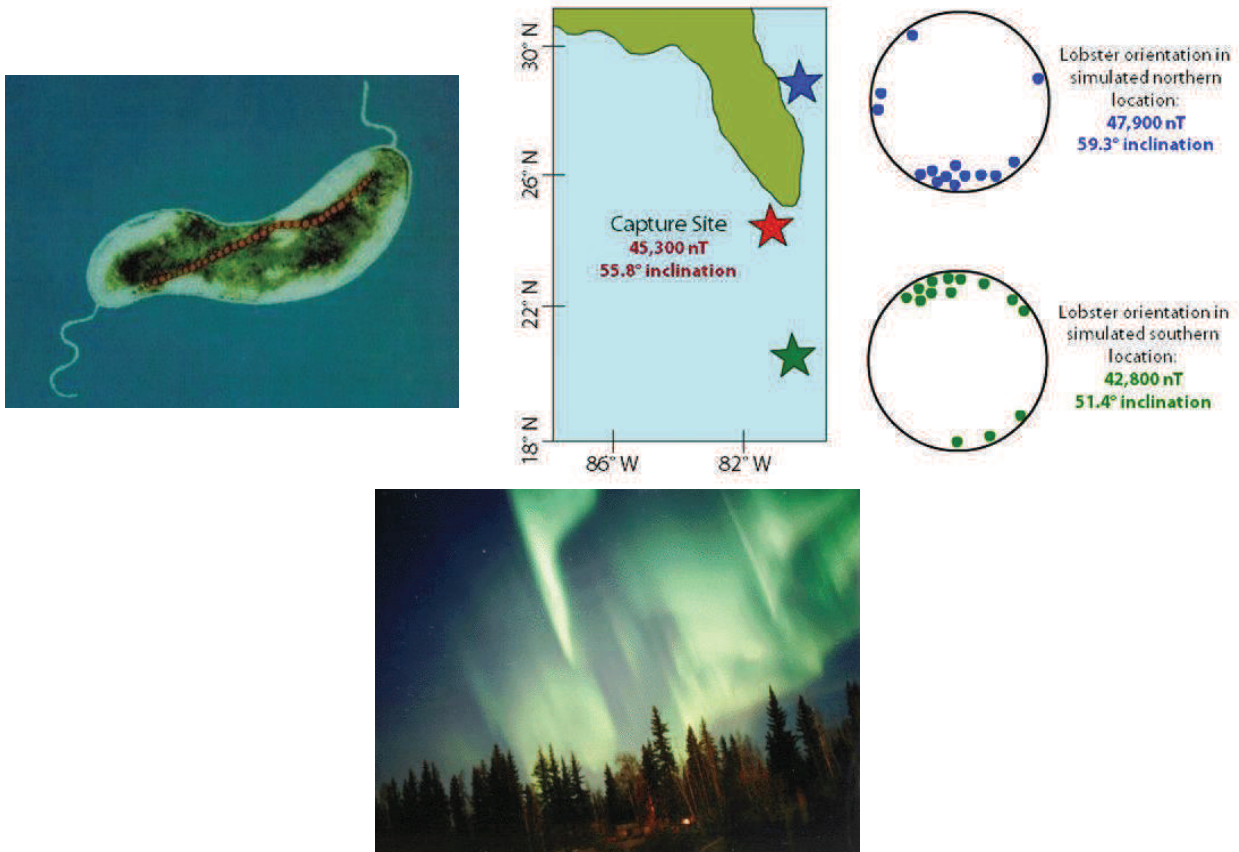 30° N
26° N
22° N
18° N
86° W
82° W
Capture Site
45,300 nT
55.8° inclination
Lobster orientation in
simulated northern
location:
47,900 nT
59.3° inclination
Lobster orientation in
simulated southern
location:
42,800 nT
51.4° inclination